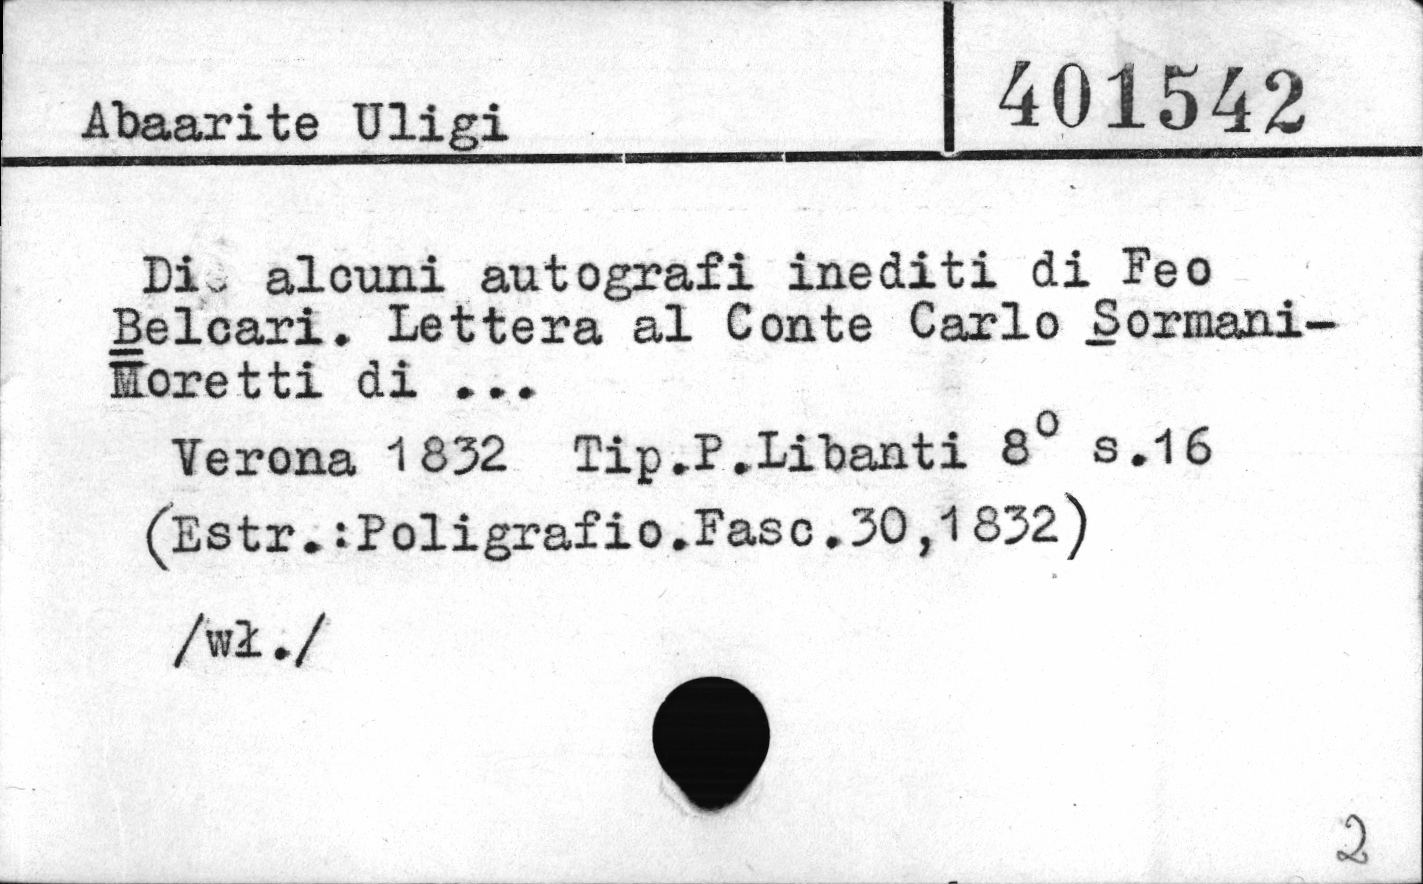 Abaarite Uligi
401542
Di alcuni autografi inediti di Feo
Belcari. Lettera al Conte Carlo Sormani-
Moretti di ...
Verona 1832 Tip.P.Libanti 8° s.16
(Estr.:Poligrafio.Fasc.30,1832)
/wł./
2